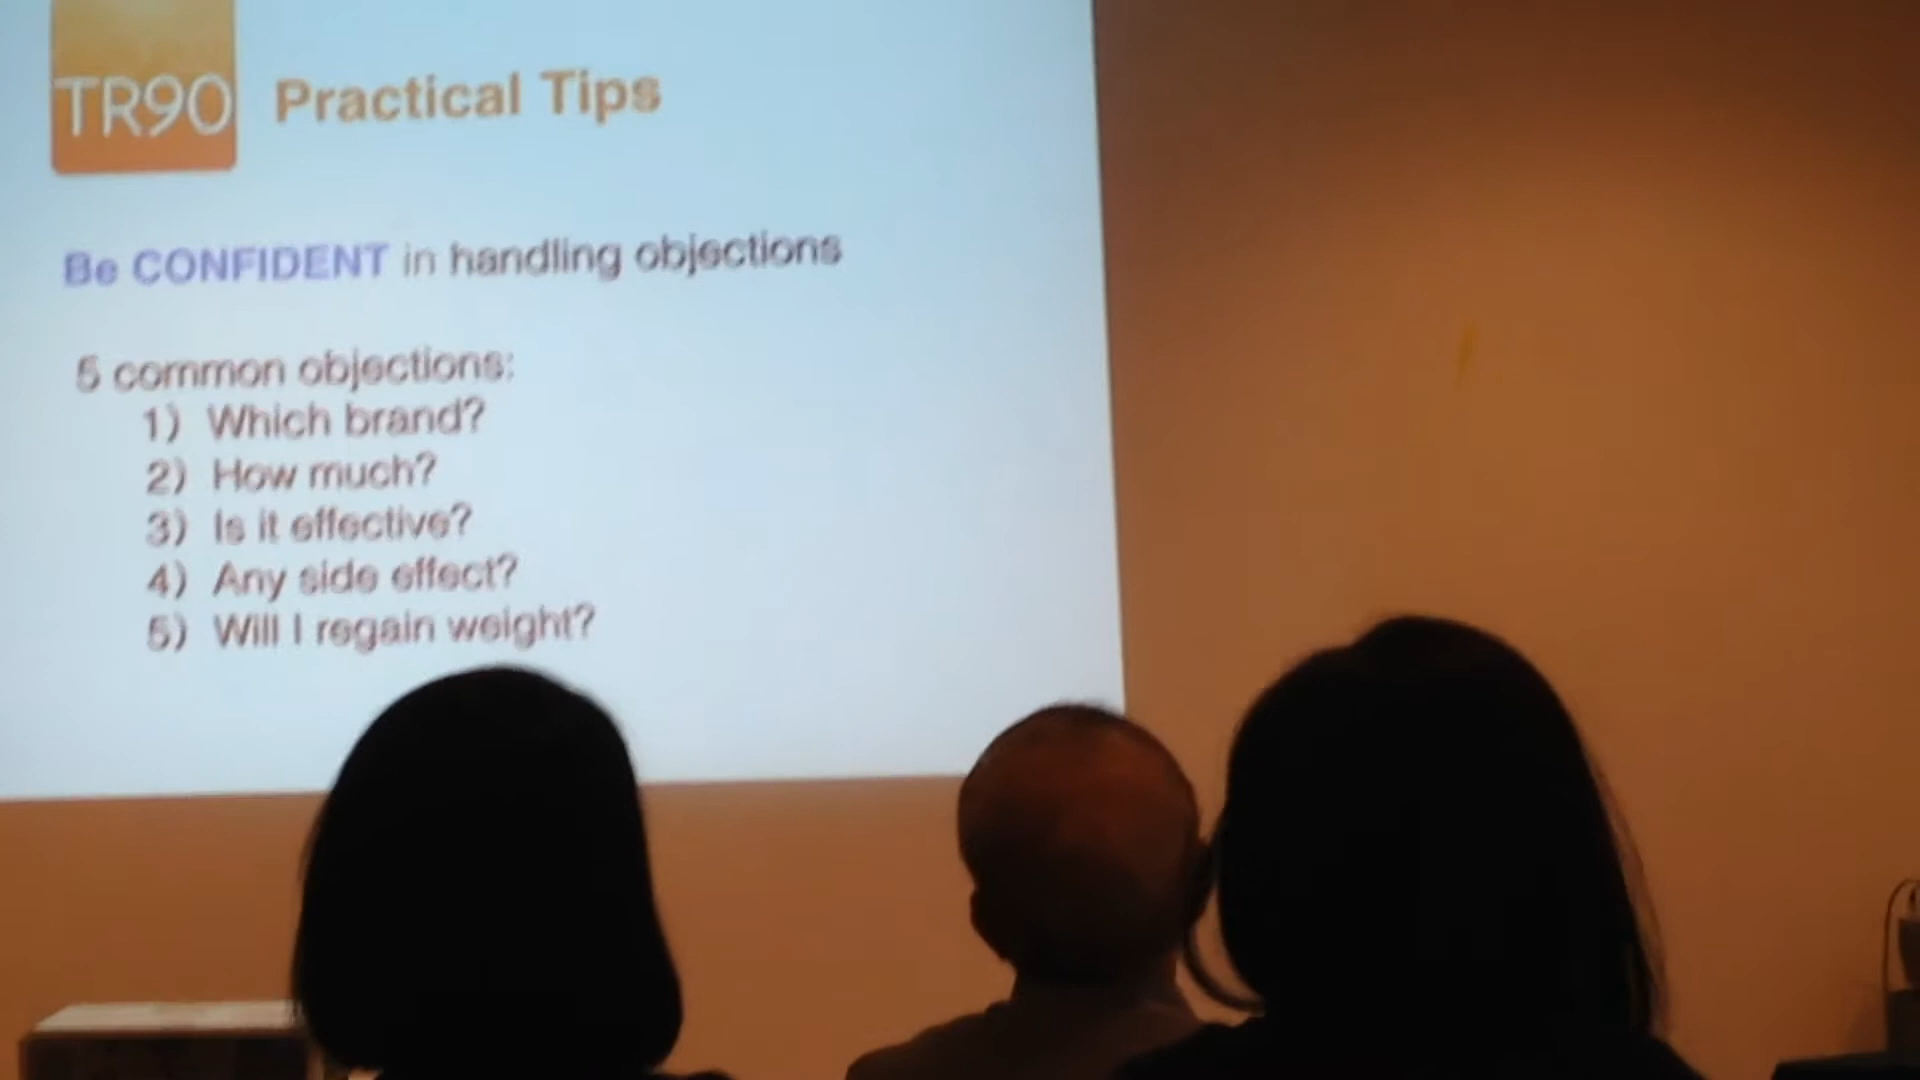 TR90
Practical Tips
Be CONFIDENT in handling objections
5 common objections:
1) Which brand?
2) How much?
3) Is it effective?
4) Any side effect?
5) Will I regain weight?